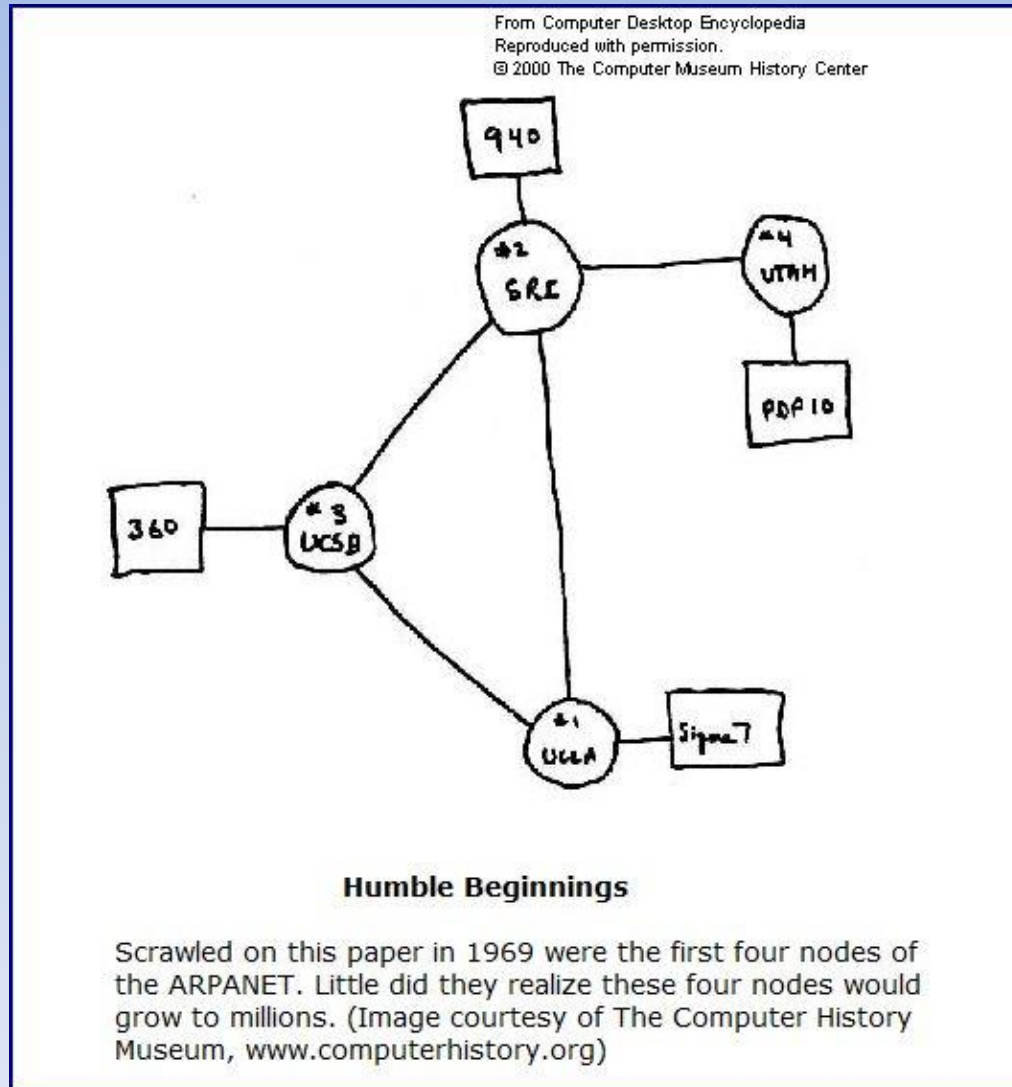 From Computer Desktop Encyclopedia
Reproduced with permission.
© 2000 The Computer Museum History Center
940
#2
SRI
#4
UTAH
PDP 10
360
#3
UCSB
#1
UCLA
Sigma 7
Humble Beginnings
Scrawled on this paper in 1969 were the first four nodes of
the ARPANET. Little did they realize these four nodes would
grow to millions. (Image courtesy of The Computer History
Museum, www.computerhistory.org)